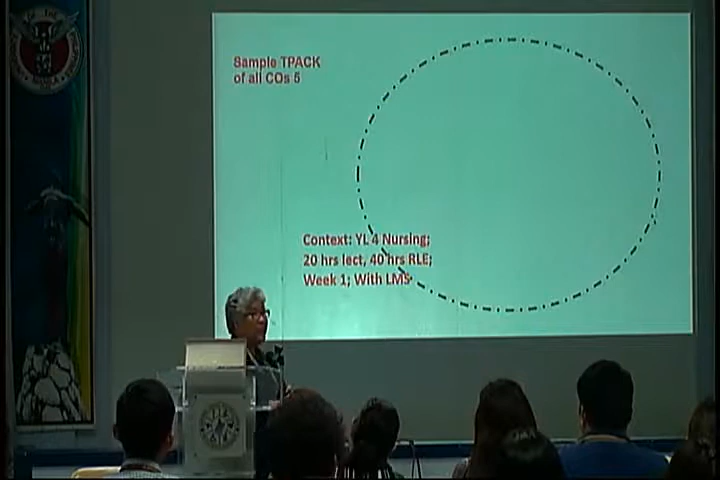 Sample TPACK
of all COs 5
Context: YL 4 Nursing;
20 hrs lect, 40 hrs RLE;
Week 1; With LMS